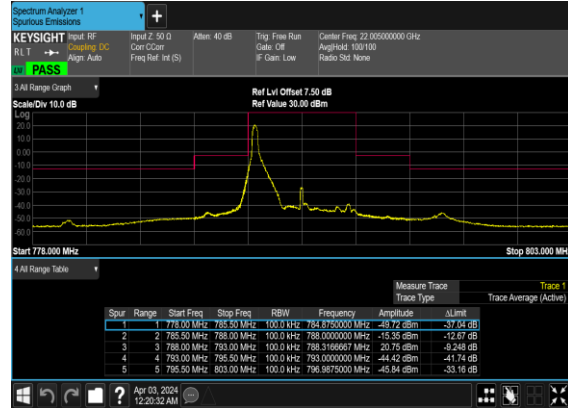 Spectrum Analyzer 1
Spurious Emissions
KEYSIGHT Input: RF Input Z: 50 Ω Atten: 40 dB Trig: Free Run Center Freq: 22.005000000 GHz
R L T Coupling: DC Corr CCorr Gate: Off Avg|Hold: 100/100
Align: Auto Freq Ref: Int (S) IF Gain: Low Radio Std: None
PASS
3 All Range Graph
Ref Lvl Offset 7.50 dB
Scale/Div 10.0 dB Ref Value 30.00 dBm
Log
20.0
10.0
0.00
-10.0
-20.0
-30.0
-40.0
-50.0
-60.0
Start 778.000 MHz Stop 803.000 MH
4 All Range Table
Measure Trace Trace 1
Trace Type Trace Average (Active)
Spur Range Start Freq Stop Freq RBW Frequency Amplitude ΔLimit
1 1 778.00 MHz 785.50 MHz 100.0 kHz 784.8750000 MHz -49.72 dBm -37.04 dB
2 2 785.50 MHz 788.00 MHz 100.0 kHz 788.0000000 MHz -15.35 dBm -12.67 dB
3 3 788.00 MHz 793.00 MHz 100.0 kHz 788.3166667 MHz 20.75 dBm -9.248 dB
4 4 793.00 MHz 795.50 MHz 100.0 kHz 793.0000000 MHz -44.42 dBm -41.74 dB
5 5 795.50 MHz 803.00 MHz 100.0 kHz 796.9875000 MHz -45.84 dBm -33.16 dB
Apr 03, 2024
12:20:32 AM